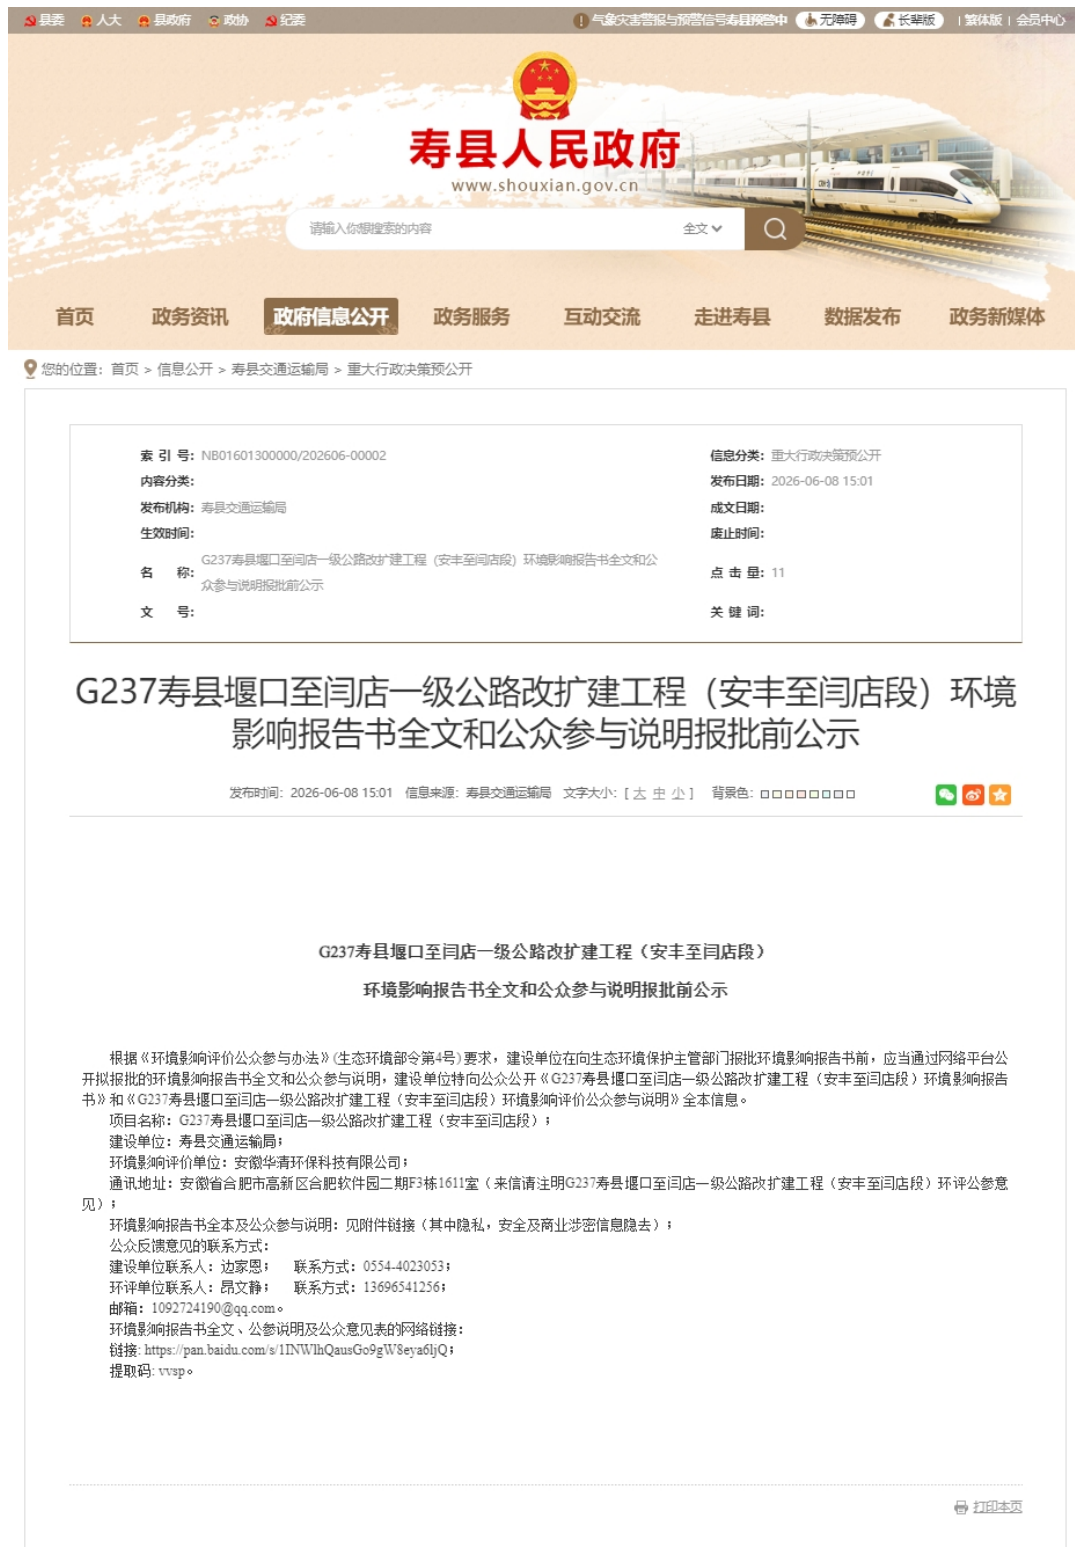 县委 人大 县政府 政协 纪委 气象灾害警报与预警信号寿县预警中 无障碍 长辈版 | 繁体版 | 会员中心
寿县人民政府
www.shouxian.gov.cn
请输入你想搜索的内容 全文
首页 政务资讯 政府信息公开 政务服务 互动交流 走进寿县 数据发布 政务新媒体
您的位置：首页 > 信息公开 > 寿县交通运输局 > 重大行政决策预公开
索 引 号： NB01601300000/202606-00002 信息分类： 重大行政决策预公开
内容分类： 发布日期： 2026-06-08 15:01
发布机构： 寿县交通运输局 成文日期：
生效时间： 废止时间：
名 称： G237寿县堰口至闫店一级公路改扩建工程（安丰至闫店段）环境影响报告书全文和公
众参与说明报批前公示 点 击 量： 11
文 号： 关 键 词：
G237寿县堰口至闫店一级公路改扩建工程（安丰至闫店段）环境
影响报告书全文和公众参与说明报批前公示
发布时间：2026-06-08 15:01 信息来源：寿县交通运输局 文字大小：[ 大 中 小 ] 背景色：
G237寿县堰口至闫店一级公路改扩建工程（安丰至闫店段）
环境影响报告书全文和公众参与说明报批前公示
根据《环境影响评价公众参与办法》(生态环境部令第4号)要求，建设单位在向生态环境保护主管部门报批环境影响报告书前，应当通过网络平台公
开拟报批的环境影响报告书全文和公众参与说明，建设单位特向公众公开《G237寿县堰口至闫店一级公路改扩建工程（安丰至闫店段）环境影响报告
书》和《G237寿县堰口至闫店一级公路改扩建工程（安丰至闫店段）环境影响评价公众参与说明》全本信息。
项目名称：G237寿县堰口至闫店一级公路改扩建工程（安丰至闫店段）；
建设单位：寿县交通运输局；
环境影响评价单位：安徽华清环保科技有限公司；
通讯地址：安徽省合肥市高新区合肥软件园二期F3栋1611室（来信请注明G237寿县堰口至闫店一级公路改扩建工程（安丰至闫店段）环评公参意
见）；
环境影响报告书全本及公众参与说明：见附件链接（其中隐私，安全及商业涉密信息隐去）；
公众反馈意见的联系方式：
建设单位联系人：边家恩； 联系方式：0554-4023053；
环评单位联系人：昂文静； 联系方式：13696541256；
邮箱：1092724190@qq.com。
环境影响报告书全文、公参说明及公众意见表的网络链接：
链接: https://pan.baidu.com/s/1INWlhQausGo9gW8eya6ljQ；
提取码: vvsp。
打印本页